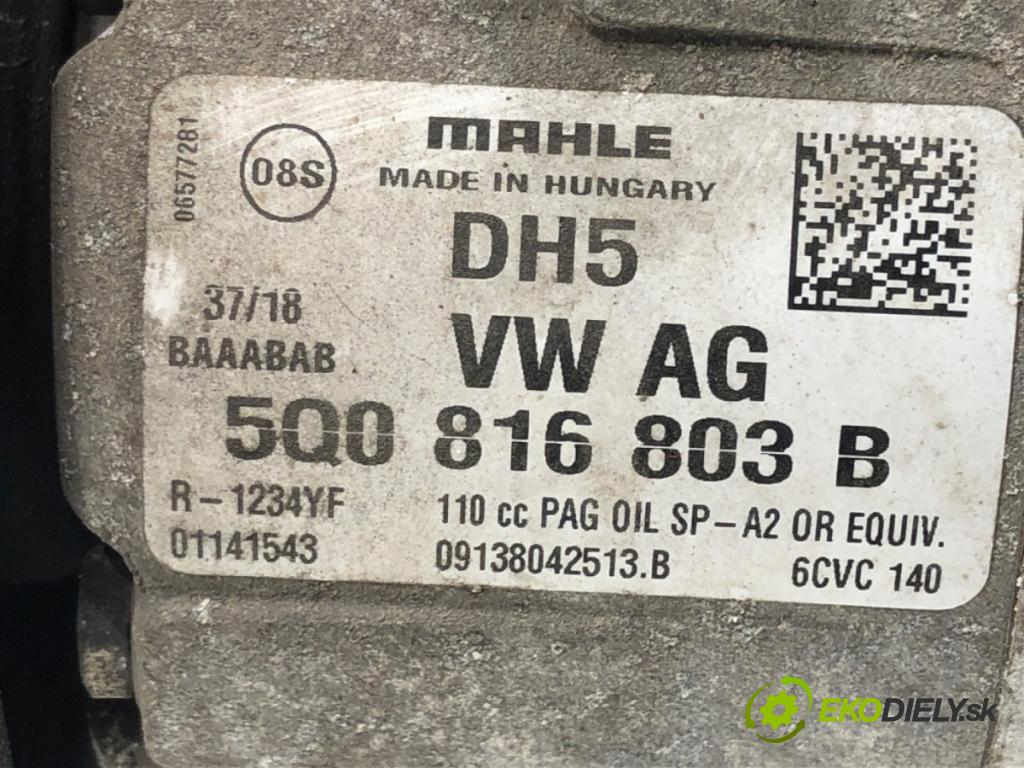 06577281
08S
MAHLE
MADE IN HUNGARY
DH5
37/18
BAAABAB
VW AG
5Q0 816 803 B
R-1234YF
110 cc PAG OIL SP-A2 OR EQUIV.
01141543
09138042513.B
6CVC 140
EKODIELY.sk